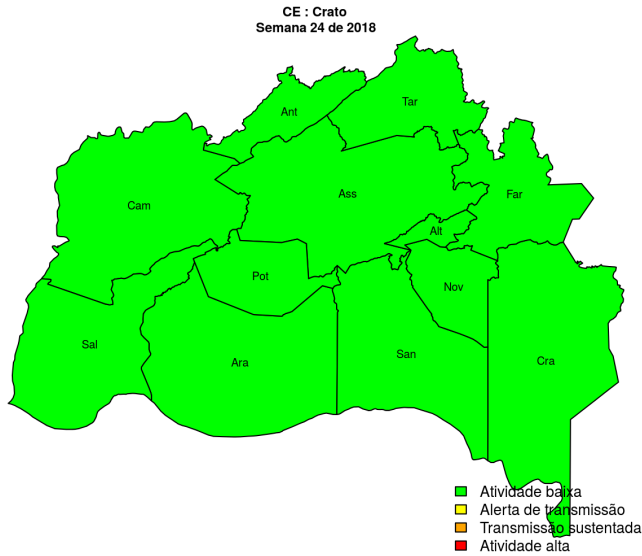 CE : Crato
Semana 24 de 2018
Tar
Ant
Ass
Far
Cam
Alt
Pot
Nov
Sal
Ara
San
Cra
Atividade baixa
Alerta de transmissão
Transmissão sustentada
Atividade alta